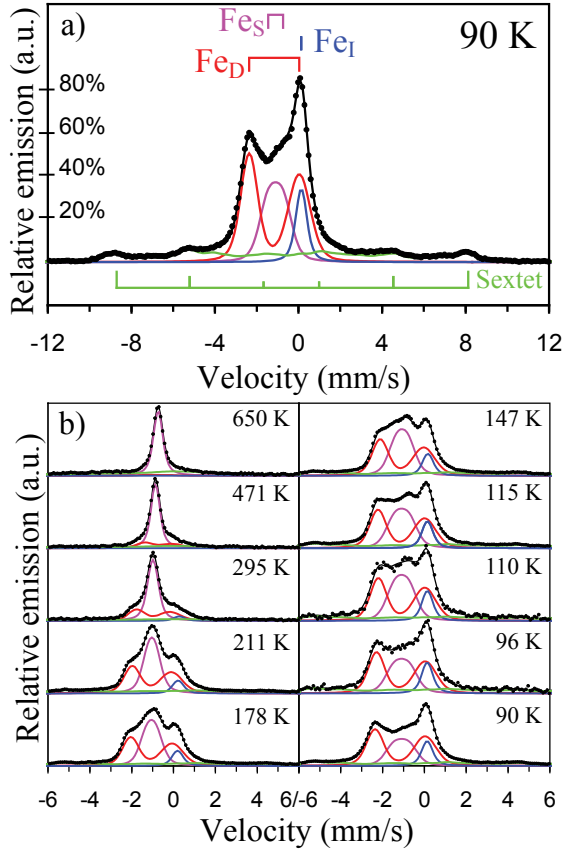 a)
Fe_S
90 K
Fe_I
Fe_D
Relative emission (a.u.)
80%
60%
40%
20%
Sextet
-12 -8 -4 0 4 8 12
Velocity (mm/s)
b)
Relative emission (a.u.)
650 K
147 K
471 K
115 K
295 K
110 K
211 K
96 K
178 K
90 K
-6 -4 -2 0 2 4 6/-6 -4 -2 0 2 4 6
Velocity (mm/s) Velocity (mm/s)